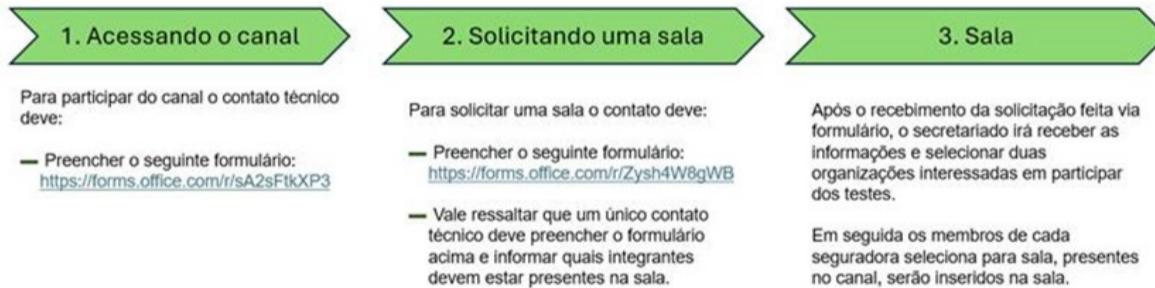 1. Acessando o canal
Para participar do canal o contato técnico
deve:
— Preencher o seguinte formulário:
https://forms.office.com/r/sA2sFtkXP3
2. Solicitando uma sala
Para solicitar uma sala o contato deve:
— Preencher o seguinte formulário:
https://forms.office.com/r/Zysh4W8gWB
— Vale ressaltar que um único contato
técnico deve preencher o formulário
acima e informar quais integrantes
devem estar presentes na sala.
3. Sala
Após o recebimento da solicitação feita via
formulário, o secretariado irá receber as
informações e selecionar duas
organizações interessadas em participar
dos testes.
Em seguida os membros de cada
seguradora seleciona para sala, presentes
no canal, serão inseridos na sala.